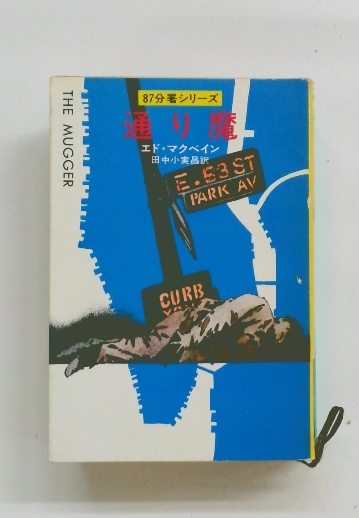 87分署シリーズ
通り魔
エド・マクベイン
田中小実昌訳
THE MUGGER
E.53 ST
PARK AV
CURB